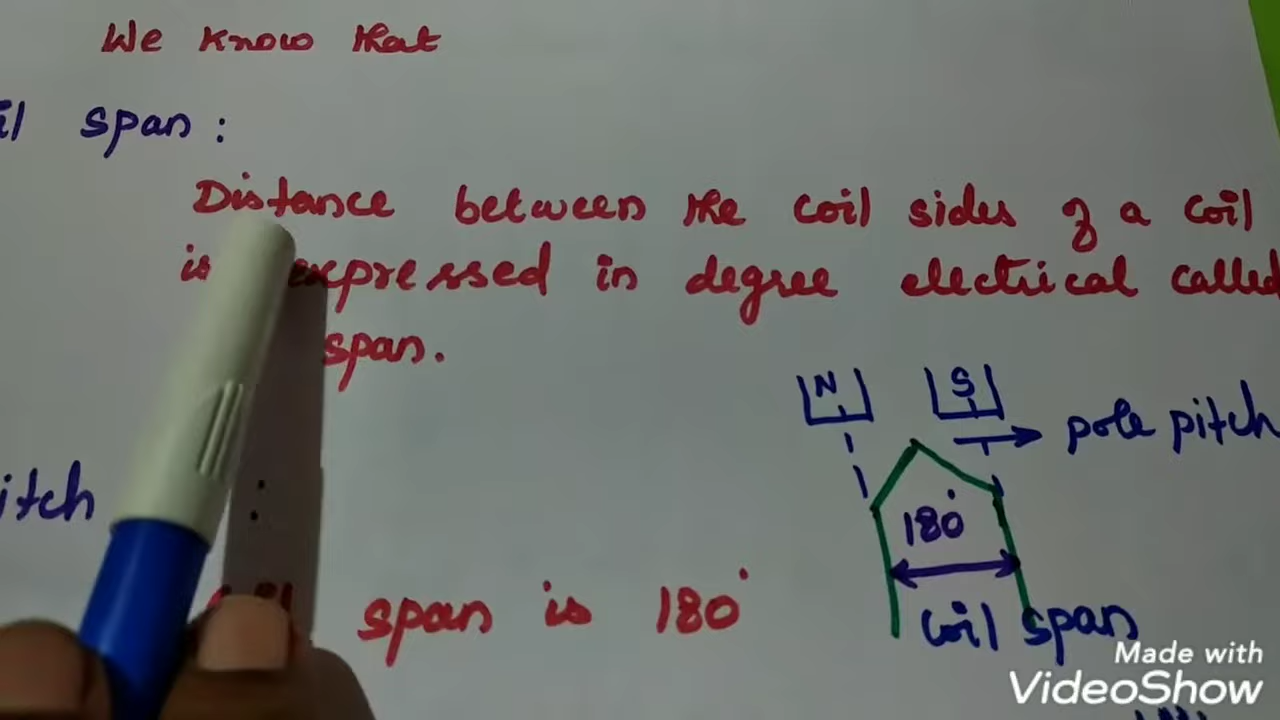 We know that
il span:
Distance between the coil sides of a coil
is expressed in degree electrical called
span.
N S
pole pitch
itch :
180°
span is 180°
coil span
Made with
VideoShow